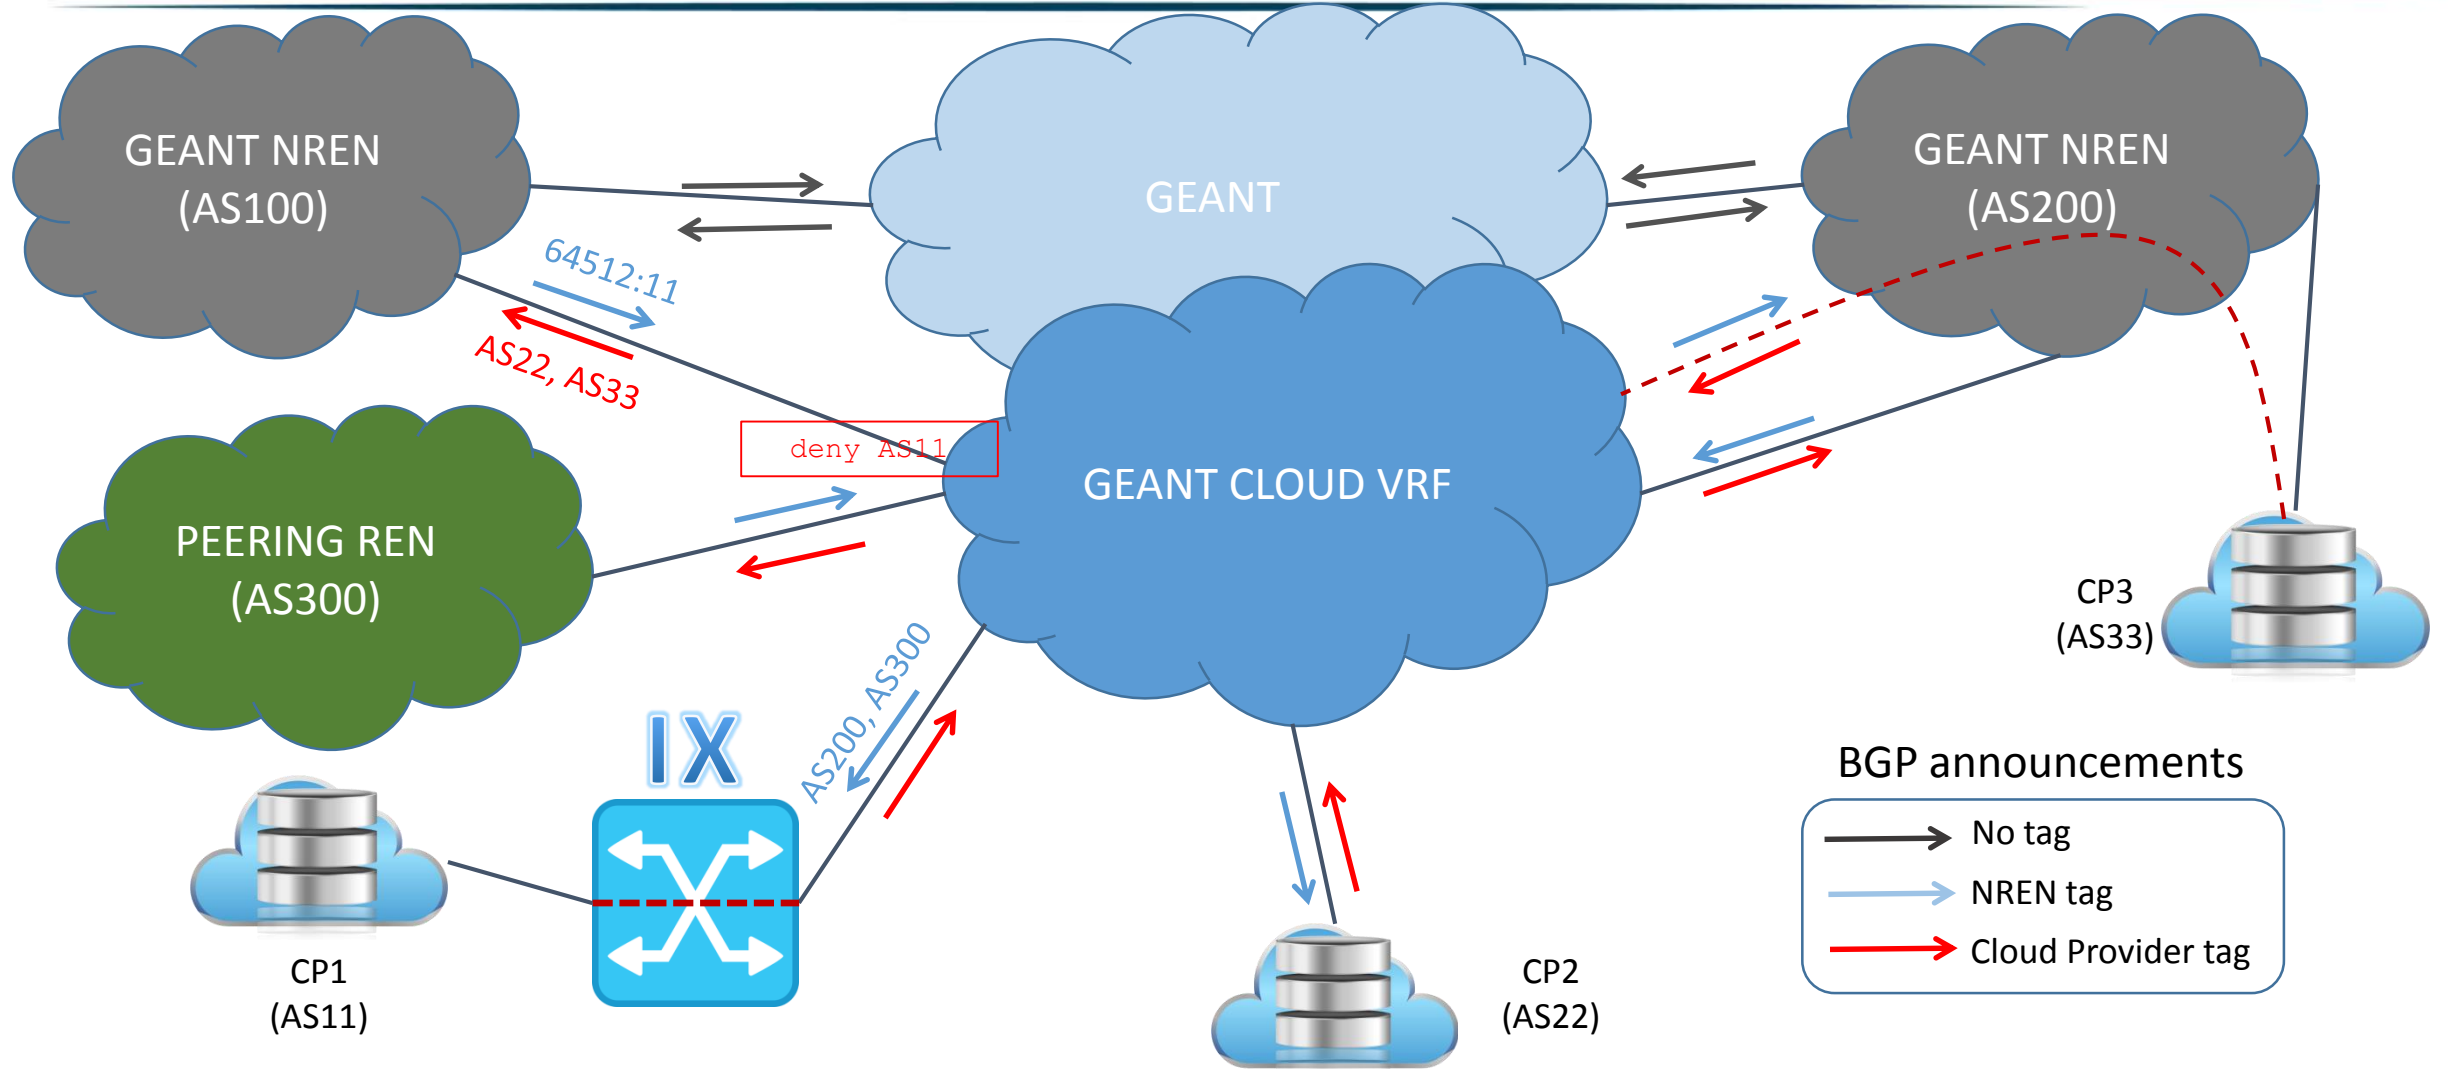 GEANT NREN
(AS100)
GEANT
GEANT NREN
(AS200)
64512:11
AS22, AS33
deny AS11
GEANT CLOUD VRF
PEERING REN
(AS300)
AS200, AS300
IX
CP3
(AS33)
CP1
(AS11)
CP2
(AS22)
BGP announcements
No tag
NREN tag
Cloud Provider tag